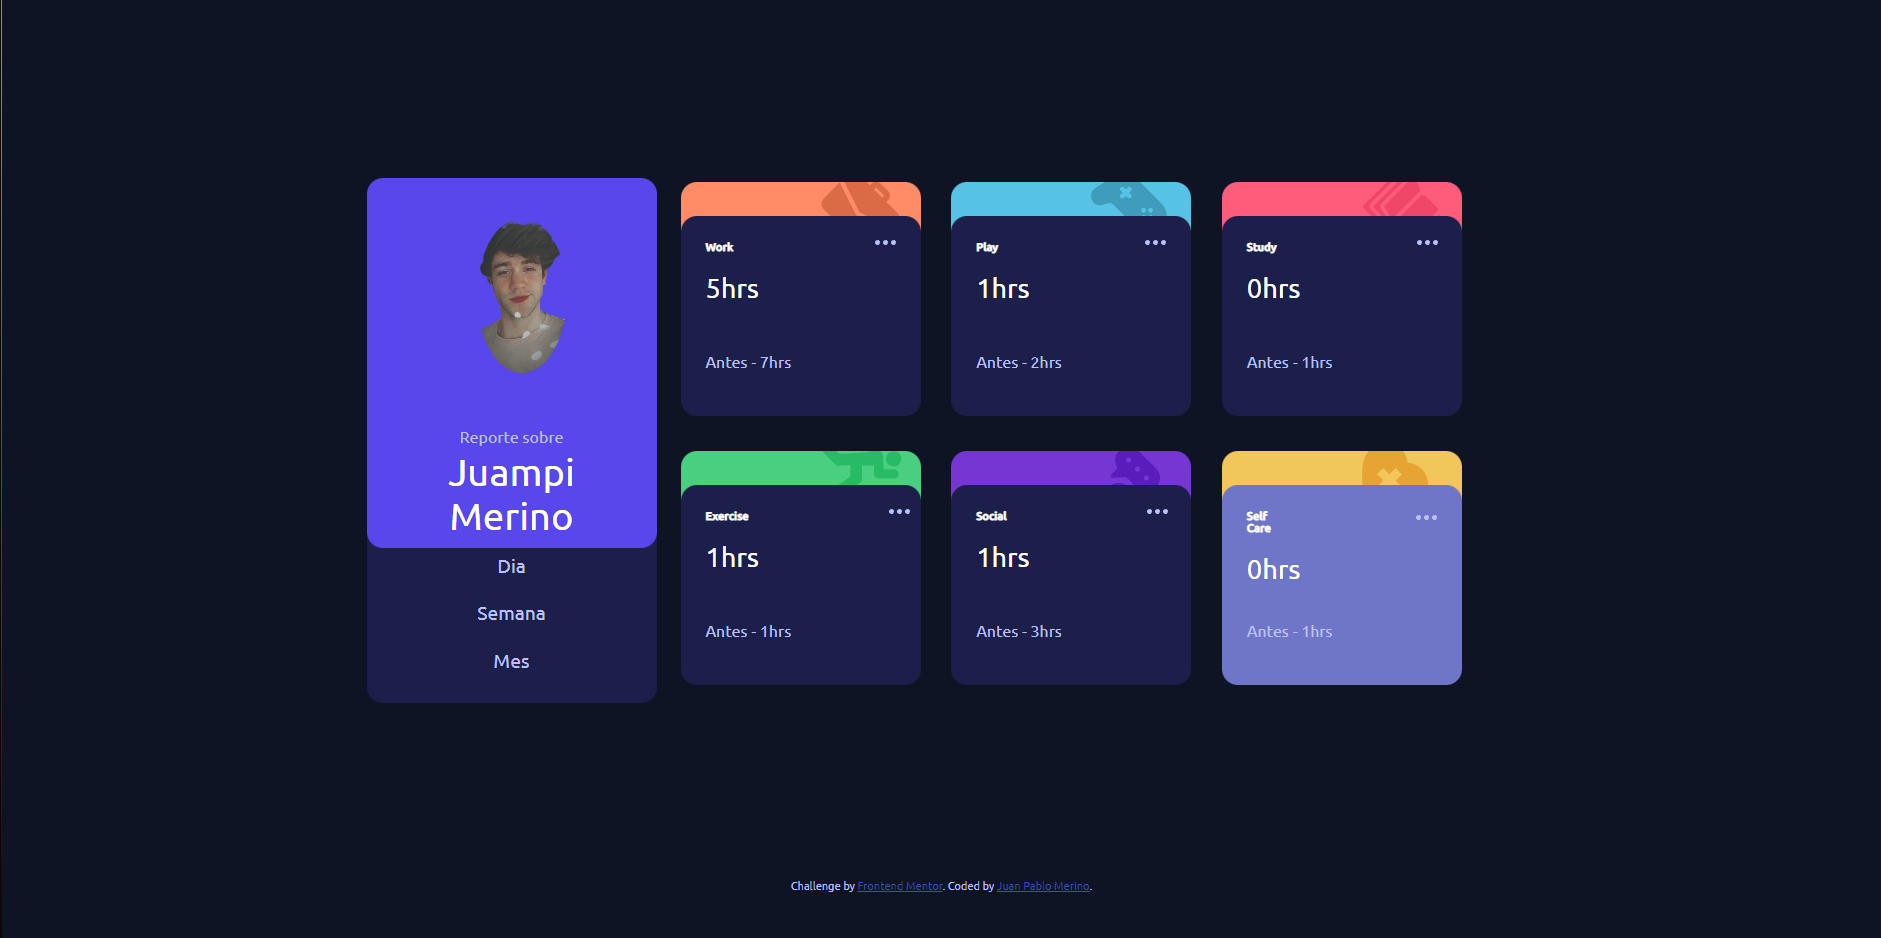 Reporte sobre
Juampi
Merino
Dia
Semana
Mes
Work
5hrs
Antes - 7hrs
Play
1hrs
Antes - 2hrs
Study
0hrs
Antes - 1hrs
Exercise
1hrs
Antes - 1hrs
Social
1hrs
Antes - 3hrs
Self
Care
0hrs
Antes - 1hrs
Challenge by Frontend Mentor. Coded by Juan Pablo Merino.